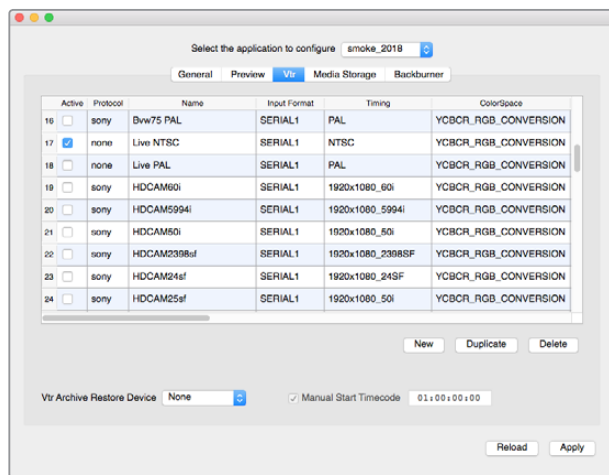 Select the application to configure smoke_2018
General Preview Vtr Media Storage Backburner
Active Protocol Name Input Format Timing ColorSpace
16 sony Bvw75 PAL SERIAL1 PAL YCBCR_RGB_CONVERSION
17 none Live NTSC SERIAL1 NTSC YCBCR_RGB_CONVERSION
18 none Live PAL SERIAL1 PAL YCBCR_RGB_CONVERSION
19 sony HDCAM60i SERIAL1 1920x1080_60i YCBCR_RGB_CONVERSION
20 sony HDCAM5994i SERIAL1 1920x1080_5994i YCBCR_RGB_CONVERSION
21 sony HDCAM50i SERIAL1 1920x1080_50i YCBCR_RGB_CONVERSION
22 sony HDCAM2398sf SERIAL1 1920x1080_2398SF YCBCR_RGB_CONVERSION
23 sony HDCAM24sf SERIAL1 1920x1080_24SF YCBCR_RGB_CONVERSION
24 sony HDCAM25sf SERIAL1 1920x1080_50i YCBCR_RGB_CONVERSION
New Duplicate Delete
Vtr Archive Restore Device None Manual Start Timecode 01:00:00:00
Reload Apply